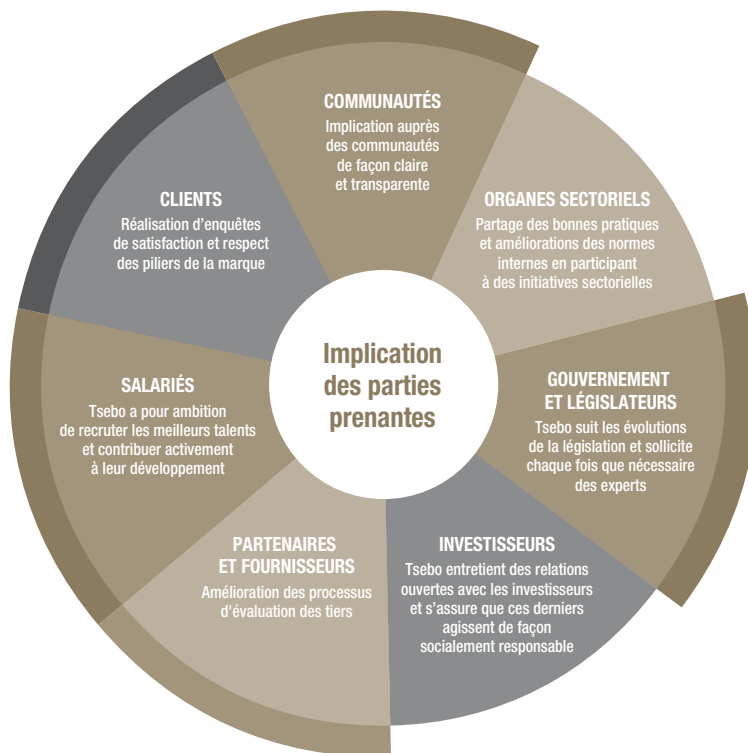 COMMUNAUTÉS
Implication auprès
des communautés
de façon claire
et transparente
ORGANES SECTORIELS
Partage des bonnes pratiques
et améliorations des normes
internes en participant
à des initiatives sectorielles
GOUVERNEMENT
ET LÉGISLATEURS
Tsebo suit les évolutions
de la législation et sollicite
chaque fois que nécessaire
des experts
INVESTISSEURS
Tsebo entretient des relations
ouvertes avec les investisseurs
et s’assure que ces derniers
agissent de façon
socialement responsable
PARTENAIRES
ET FOURNISSEURS
Amélioration des processus
d'évaluation des tiers
SALARIÉS
Tsebo a pour ambition
de recruter les meilleurs talents
et contribuer activement
à leur développement
CLIENTS
Réalisation d’enquêtes
de satisfaction et respect
des piliers de la marque
Implication
des parties
prenantes